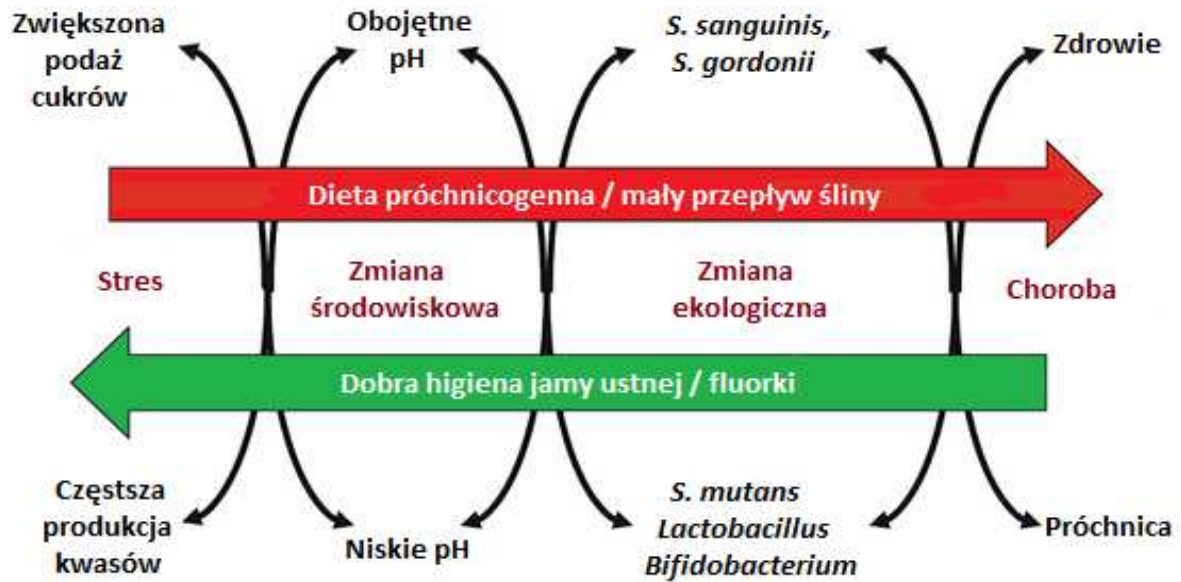 Zwiększona
podaż
cukrów
Obojętne
pH
S. sanguinis,
S. gordonii
Zdrowie
Dieta próchnicogenna / mały przepływ śliny
Stres
Zmiana
środowiskowa
Zmiana
ekologiczna
Choroba
Dobra higiena jamy ustnej / fluorki
Częstsza
produkcja
kwasów
Niskie pH
S. mutans
Lactobacillus
Bifidobacterium
Próchnica